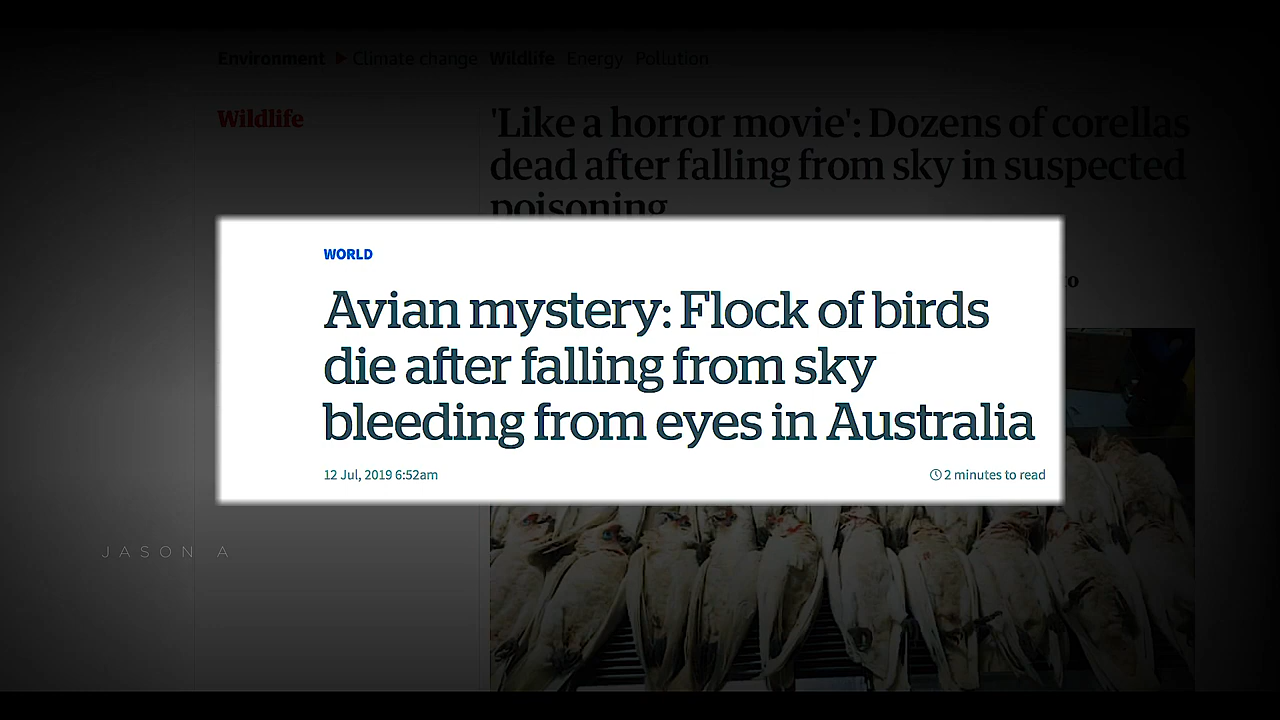 Environment Climate change Wildlife Energy Pollution
Wildlife
'Like a horror movie': Dozens of corellas
dead after falling from sky in suspected
poisoning
to
WORLD
Avian mystery: Flock of birds
die after falling from sky
bleeding from eyes in Australia
12 Jul, 2019 6:52am
2 minutes to read
JASON A